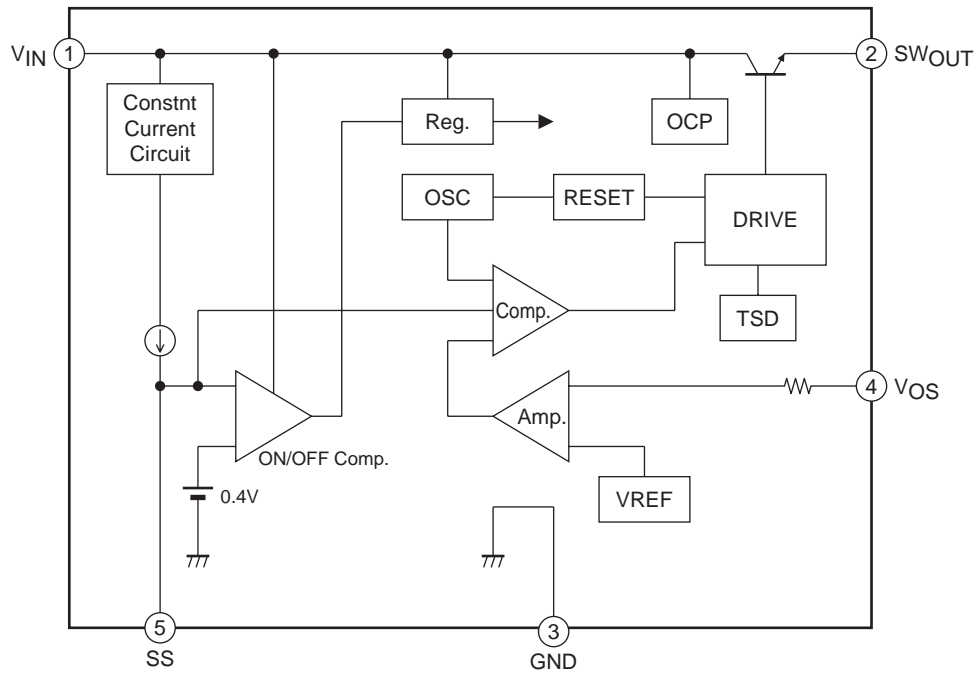 VIN
1
2
SWOUT
Constnt
Current
Circuit
Reg.
OCP
OSC
RESET
DRIVE
Comp.
TSD
4
VOS
Amp.
ON/OFF Comp.
0.4V
VREF
5
SS
3
GND